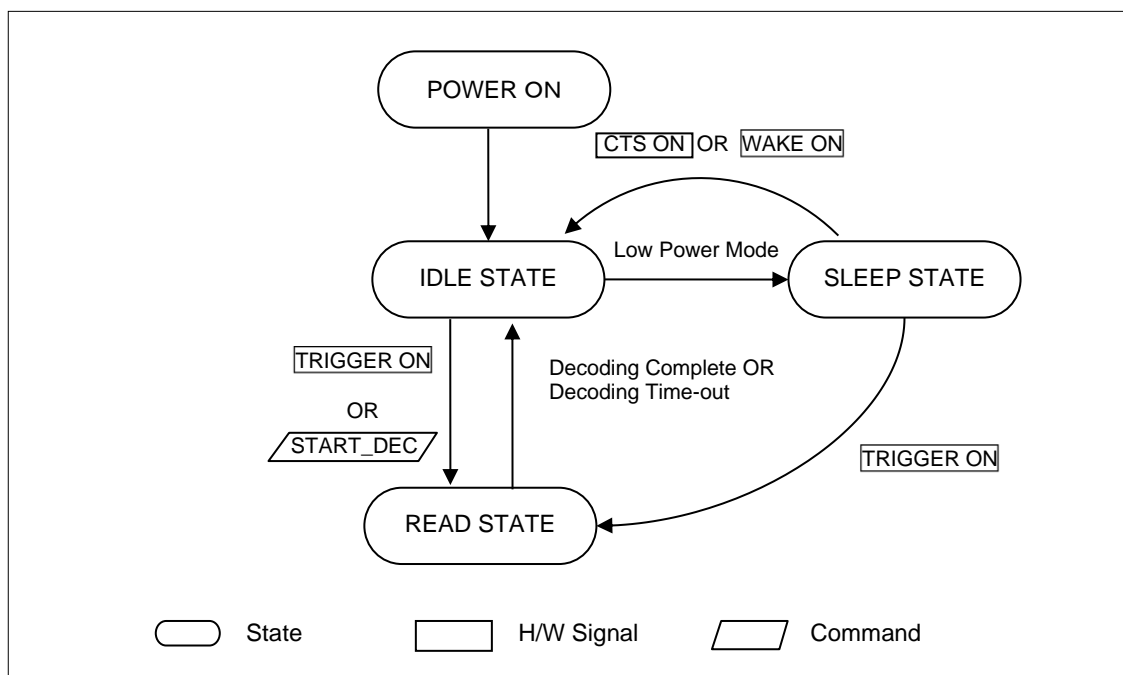 POWER ON
CTS ON OR WAKE ON
Low Power Mode
IDLE STATE
SLEEP STATE
TRIGGER ON
OR
START_DEC
Decoding Complete OR
Decoding Time-out
TRIGGER ON
READ STATE
State
H/W Signal
Command